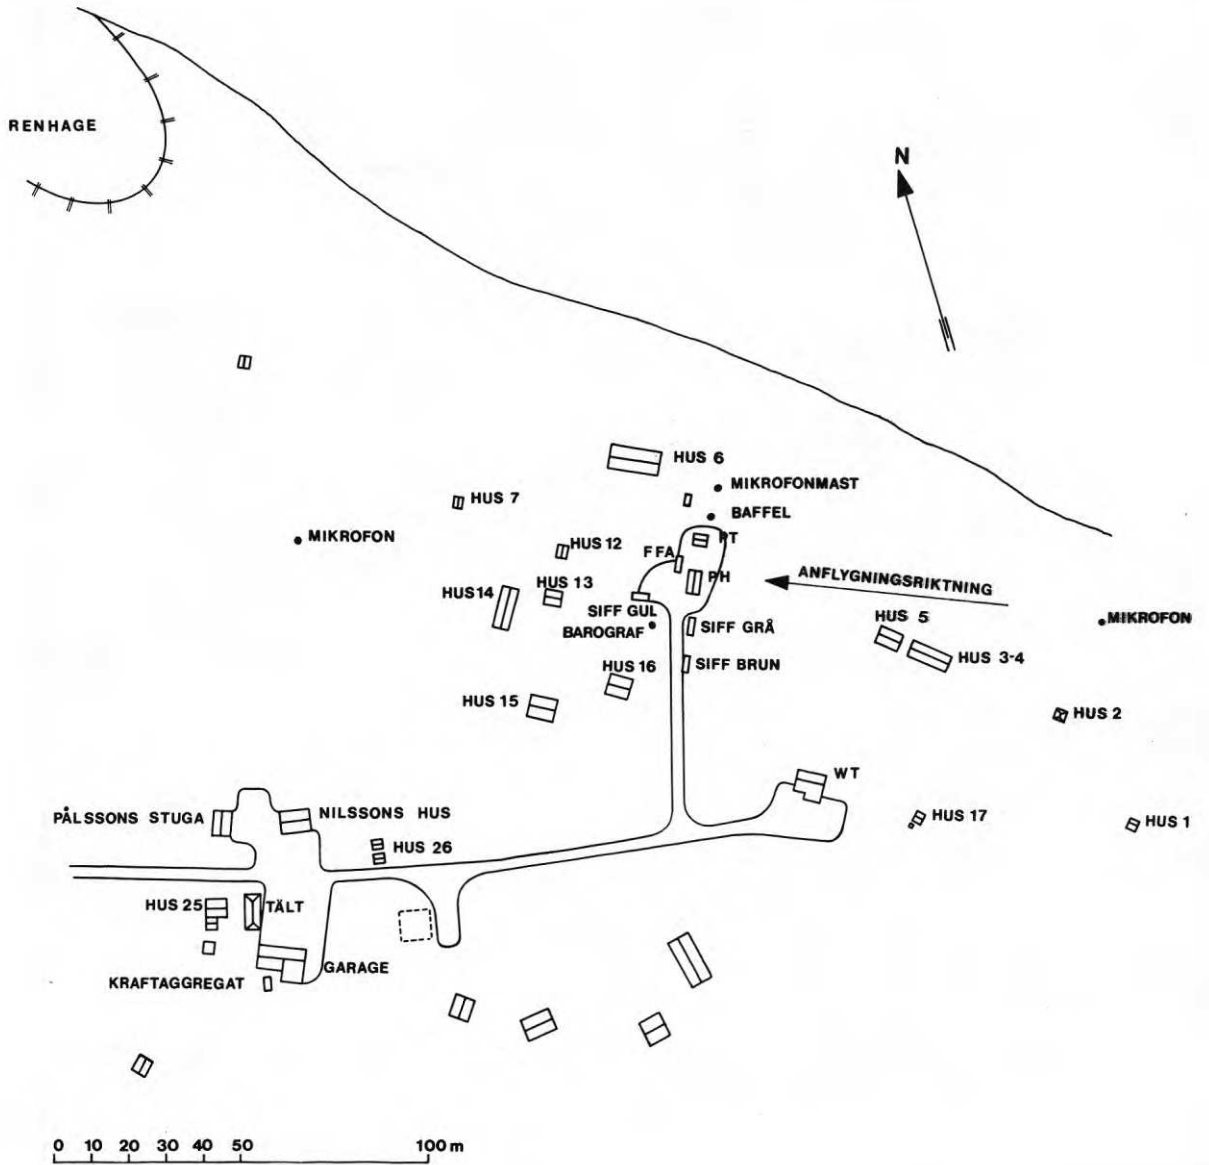 RENHAGE
N
HUS 6
MIKROFONMAST
HUS 7
BAFFEL
MIKROFON
PT
HUS 12
FFA
PH
ANFLYGNINGSRIKTNING
HUS 14
HUS 13
SIFF GUL
HUS 5
MIKROFON
BAROGRAF
SIFF GRÅ
HUS 3-4
HUS 16
SIFF BRUN
HUS 15
HUS 2
WT
PÅLSSONS STUGA
NILSSONS HUS
HUS 17
HUS 1
HUS 26
HUS 25
TÄLT
GARAGE
KRAFTAGGREGAT
0 10 20 30 40 50 100 m